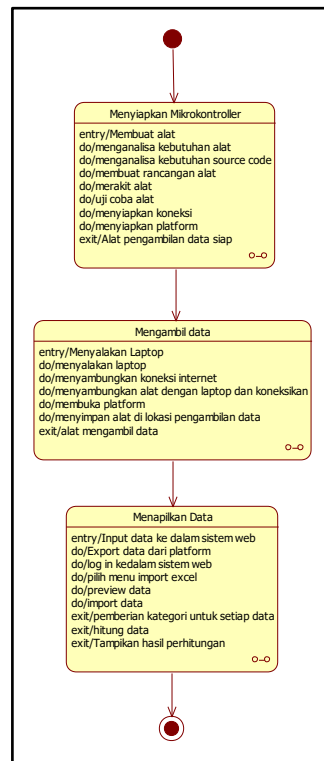 Menyiapkan Mikrokontroller
entry/Membuat alat
do/menganalisa kebutuhan alat
do/menganalisa kebutuhan source code
do/membuat rancangan alat
do/merakit alat
do/uji coba alat
do/menyiapkan koneksi
do/menyiapkan platform
exit/Alat pengambilan data siap
Mengambil data
entry/Menyalakan Laptop
do/menyalakan laptop
do/menyambungkan koneksi internet
do/menyambungkan alat dengan laptop dan koneksikan
do/membuka platform
do/menyimpan alat di lokasi pengambilan data
exit/alat mengambil data
Menapilkan Data
entry/Input data ke dalam sistem web
do/Export data dari platform
do/log in kedalam sistem web
do/pilih menu import excel
do/preview data
do/import data
exit/pemberian kategori untuk setiap data
exit/hitung data
exit/Tampikan hasil perhitungan